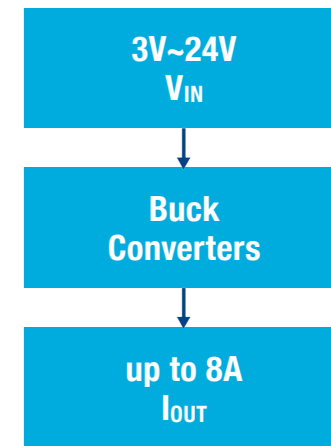 3V~24V
VIN
Buck
Converters
up to 8A
IOUT